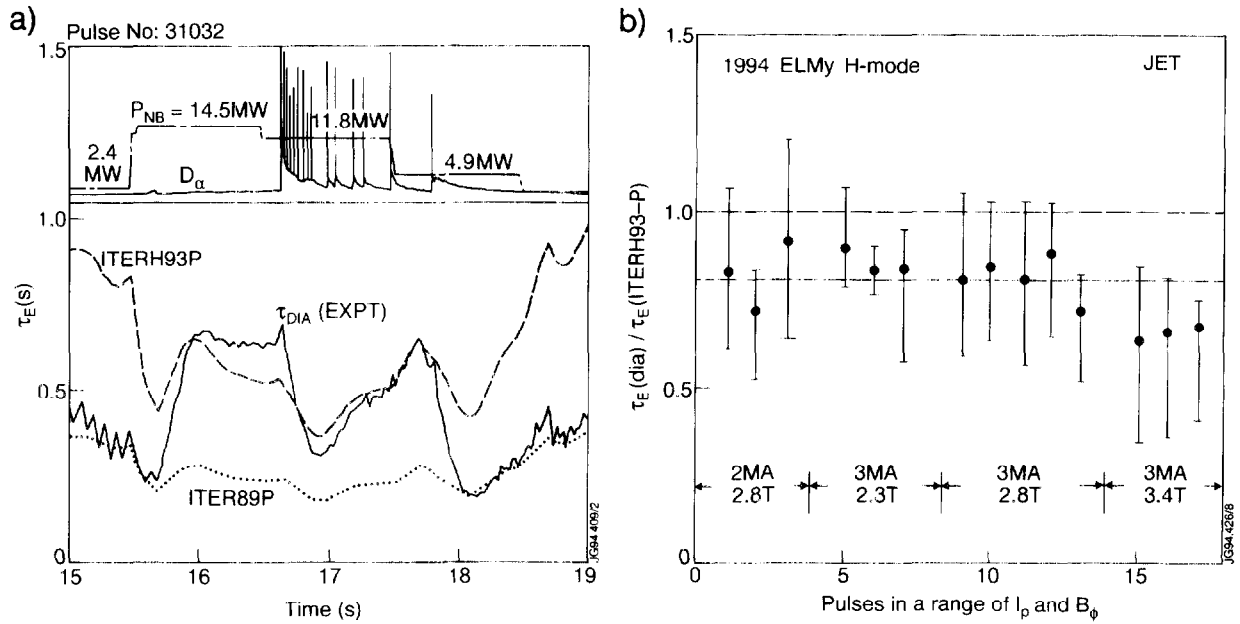 a)
Pulse No: 31032
1.5
P_NB = 14.5MW
11.8MW
2.4
MW
D_α
4.9MW
1.0
ITERH93P
τ_DIA (EXPT)
τ_E(s)
0.5
ITER89P
0
15 16 17 18 19
Time (s)
JG94.409/2
b)
1.5
1994 ELMy H-mode JET
1.0
τ_E(dia) / τ_E(ITERH93-P)
0.5
2MA 3MA 3MA 3MA
2.8T 2.3T 2.8T 3.4T
0
0 5 10 15
Pulses in a range of I_p and B_ϕ
JG94.426/8